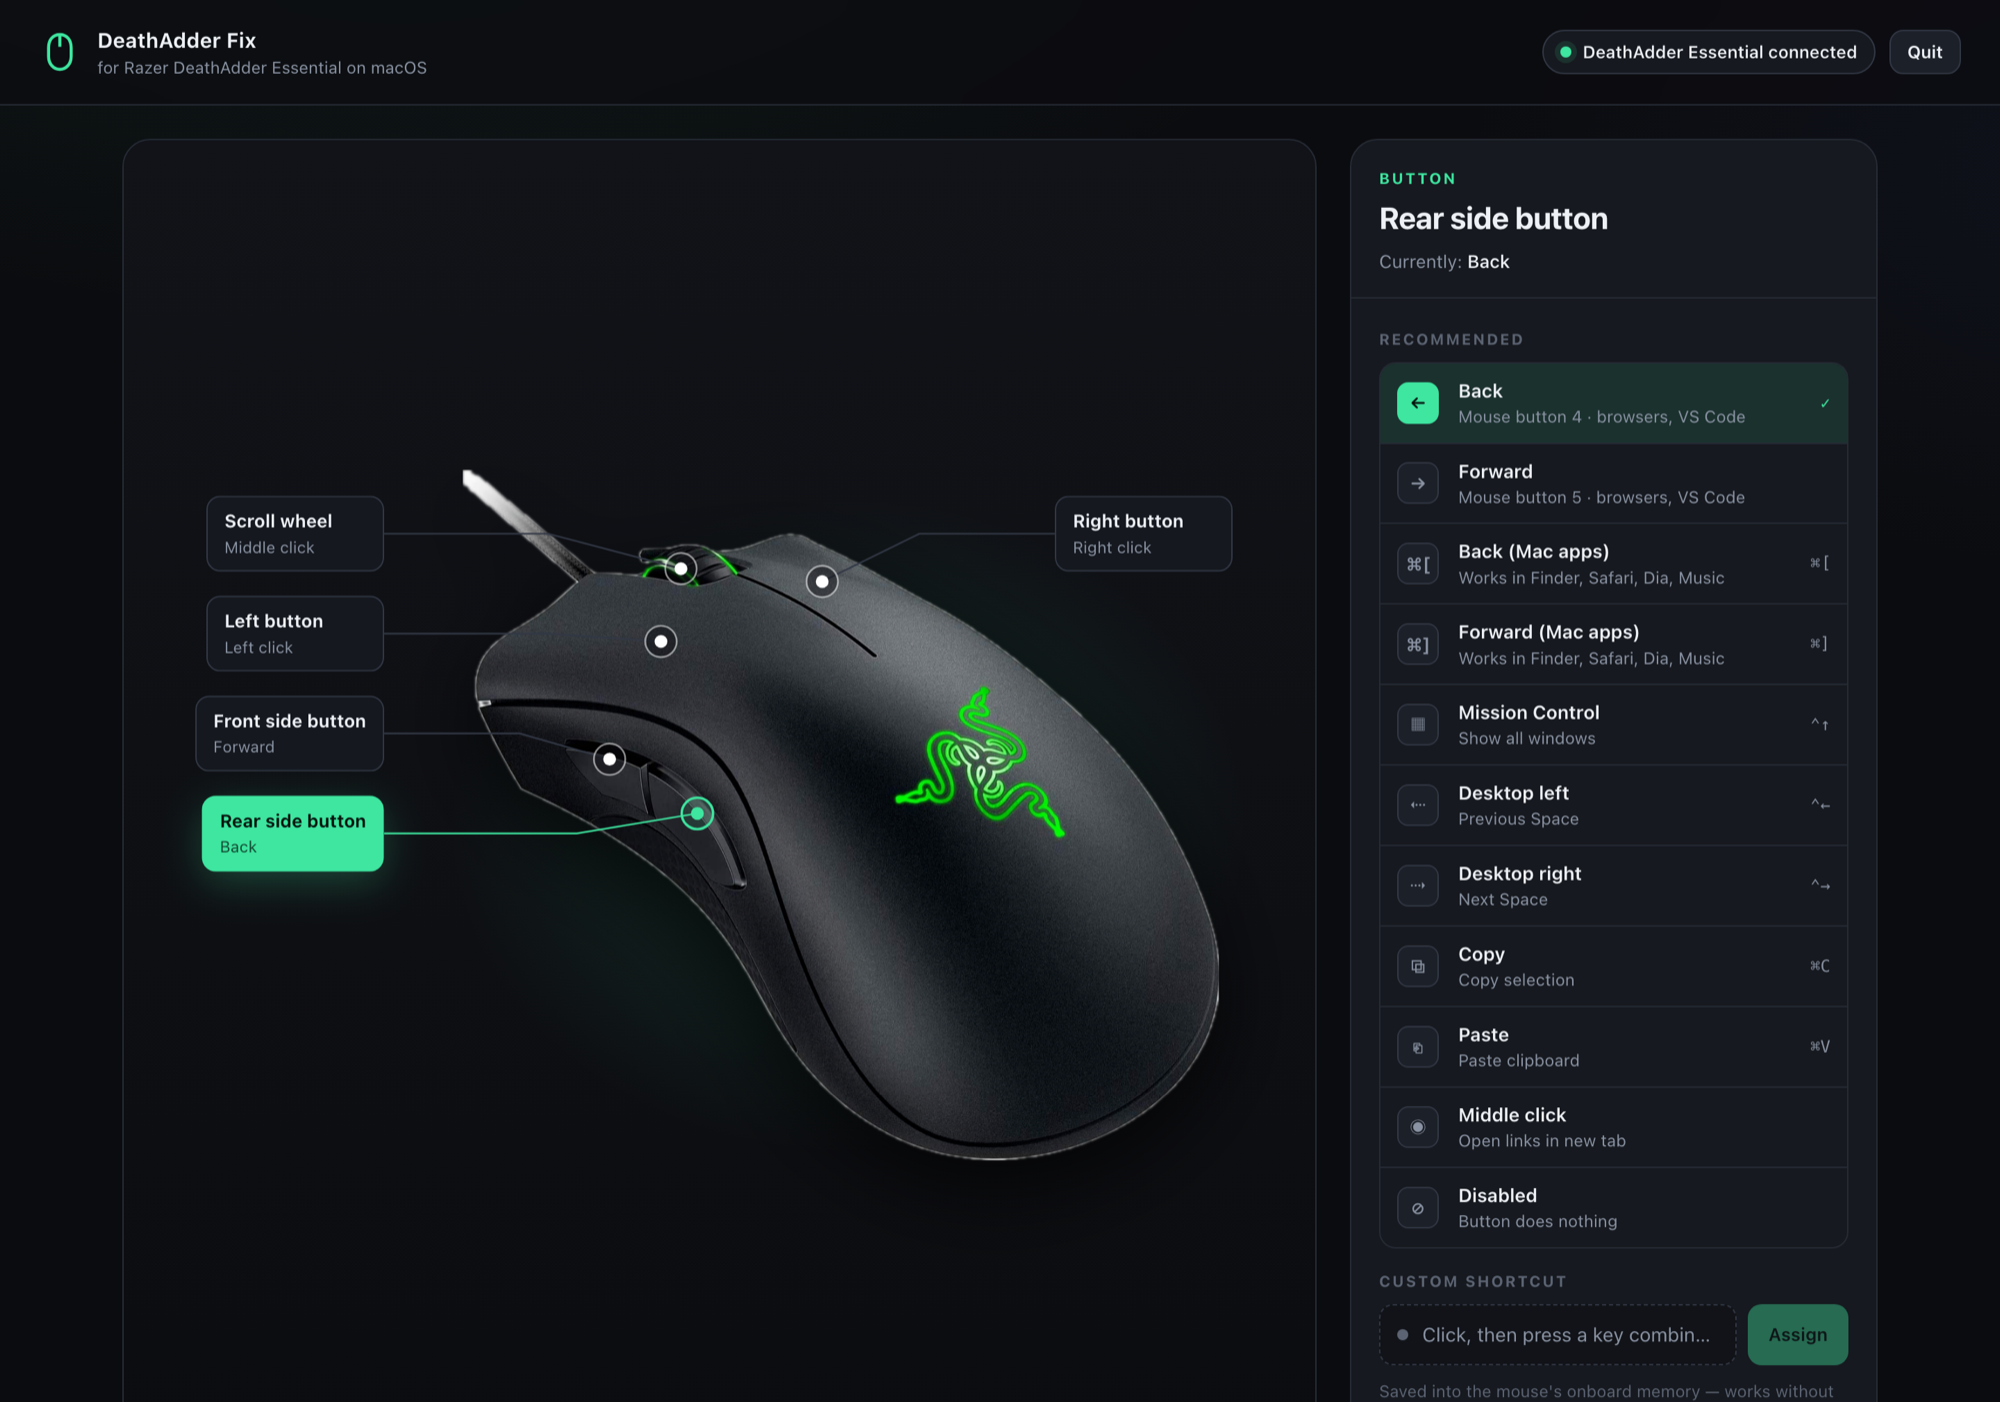 DeathAdder Fix
for Razer DeathAdder Essential on macOS
DeathAdder Essential connected
Quit
Scroll wheel
Middle click
Left button
Left click
Front side button
Forward
Rear side button
Back
Right button
Right click
BUTTON
Rear side button
Currently: Back
RECOMMENDED
Back
Mouse button 4 · browsers, VS Code
✓
Forward
Mouse button 5 · browsers, VS Code
⌘[
Back (Mac apps)
Works in Finder, Safari, Dia, Music
⌘[
⌘]
Forward (Mac apps)
Works in Finder, Safari, Dia, Music
⌘]
Mission Control
Show all windows
^↑
Desktop left
Previous Space
^←
Desktop right
Next Space
^→
Copy
Copy selection
⌘C
Paste
Paste clipboard
⌘V
Middle click
Open links in new tab
Disabled
Button does nothing
CUSTOM SHORTCUT
Click, then press a key combin...
Assign
Saved into the mouse's onboard memory — works without